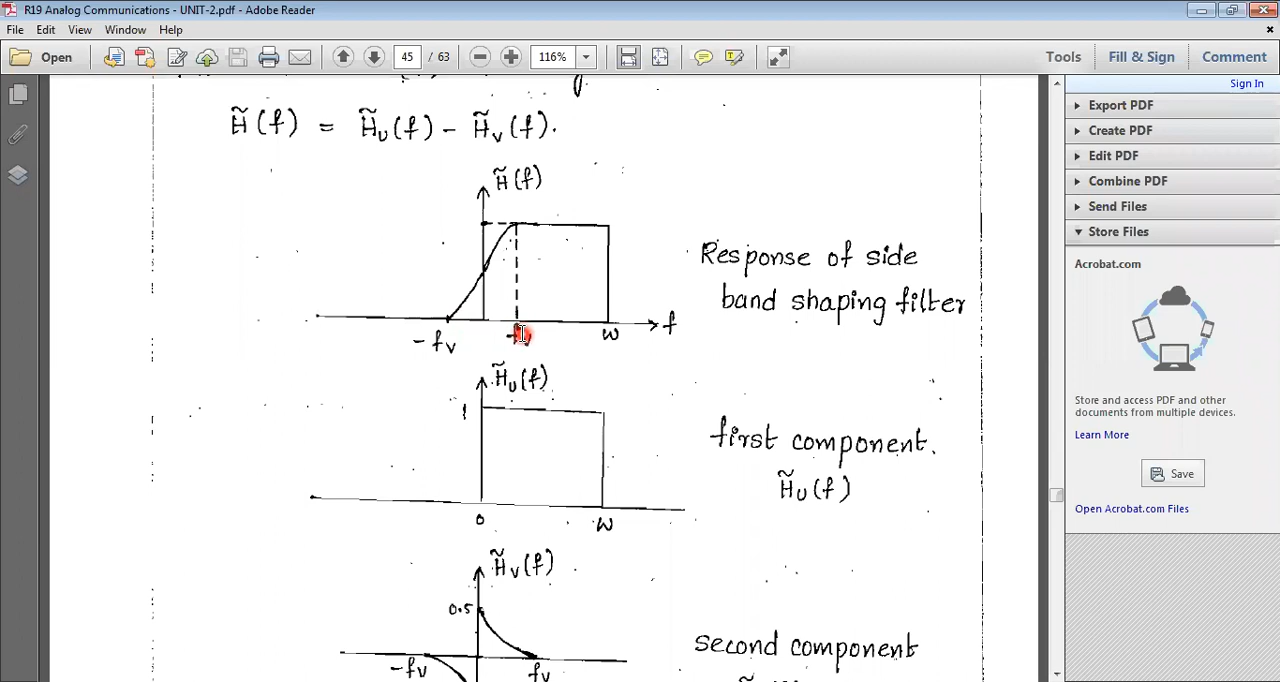 R19 Analog Communications - UNIT-2.pdf - Adobe Reader
File Edit View Window Help
Open 45 / 63 116% Tools Fill & Sign Comment
Sign In
H̃(f) = H̃U(f) - H̃V(f).
H̃(f)
Response of side
band shaping filter
-fV fV W f
H̃U(f)
1
first component.
H̃U(f)
0 W
H̃V(f)
0.5
second component
-fV fV
Export PDF
Create PDF
Edit PDF
Combine PDF
Send Files
Store Files
Acrobat.com
Store and access PDF and other
documents from multiple devices.
Learn More
Save
Open Acrobat.com Files